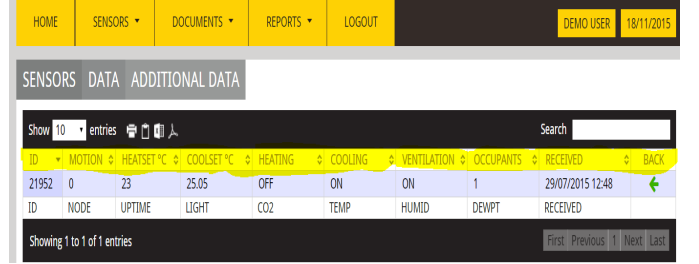 HOME SENSORS DOCUMENTS REPORTS LOGOUT DEMO USER 18/11/2015
SENSORS DATA ADDITIONAL DATA
Show 10 entries Search
ID MOTION HEATSET °C COOLSET °C HEATING COOLING VENTILATION OCCUPANTS RECEIVED BACK
21952 0 23 25.05 OFF ON ON 1 29/07/2015 12:48
ID NODE UPTIME LIGHT CO2 TEMP HUMID DEWPT RECEIVED
Showing 1 to 1 of 1 entries First Previous 1 Next Last